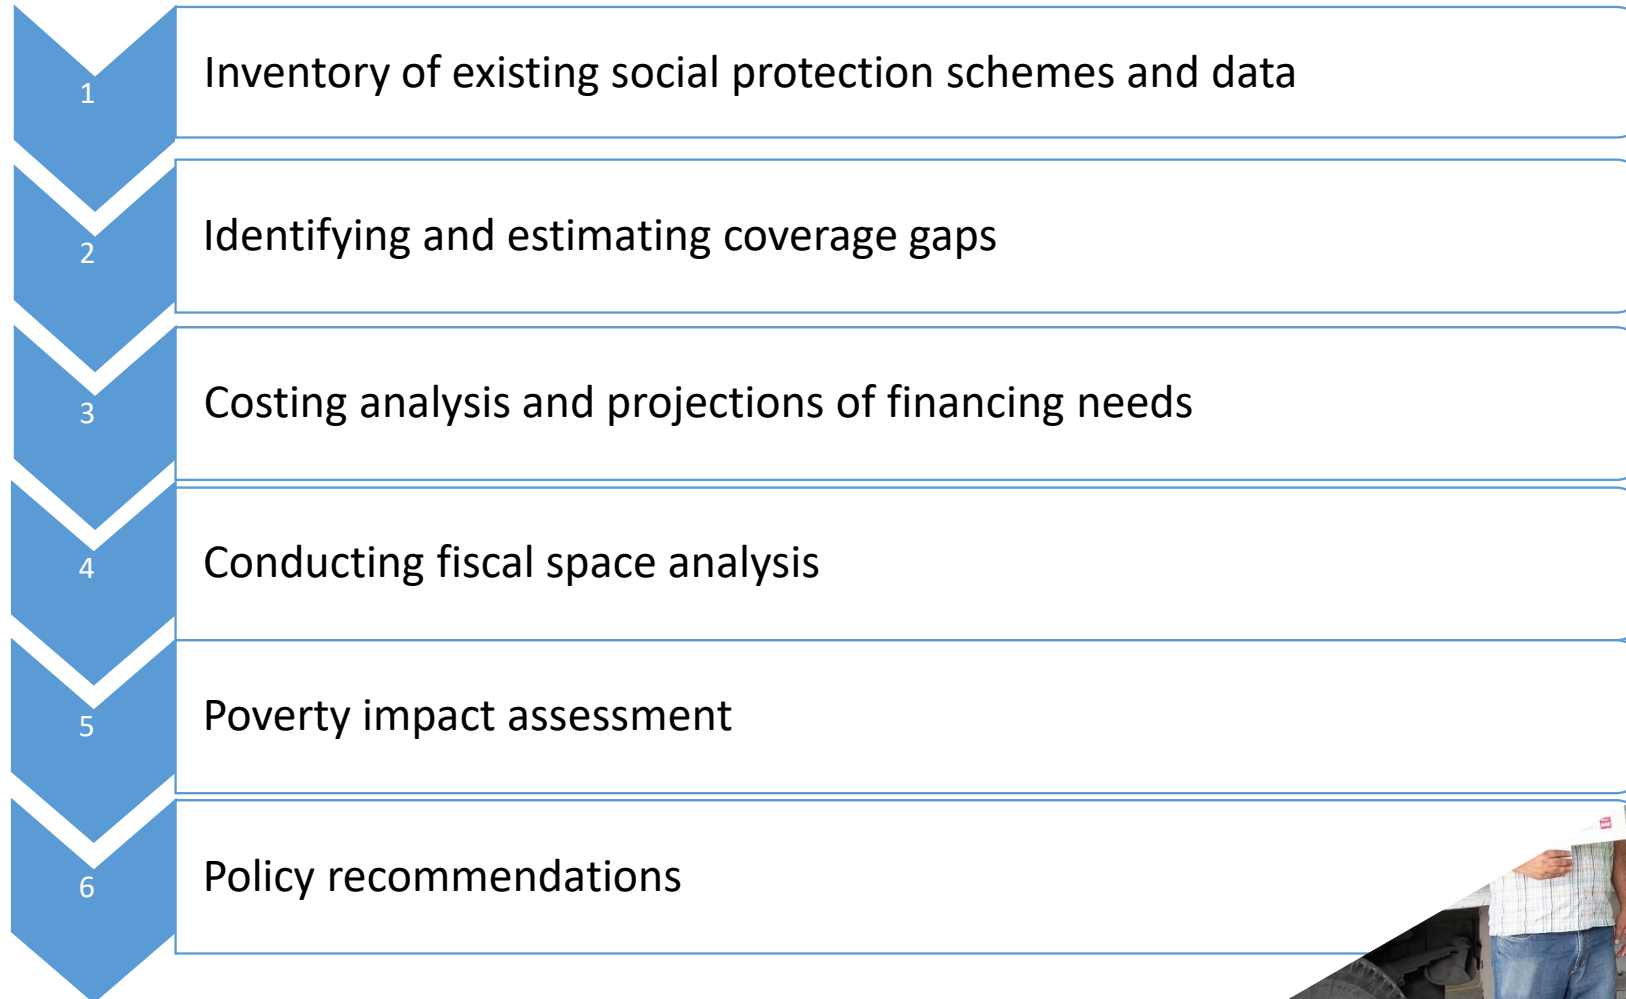 1
Inventory of existing social protection schemes and data
2
Identifying and estimating coverage gaps
3
Costing analysis and projections of financing needs
4
Conducting fiscal space analysis
5
Poverty impact assessment
6
Policy recommendations